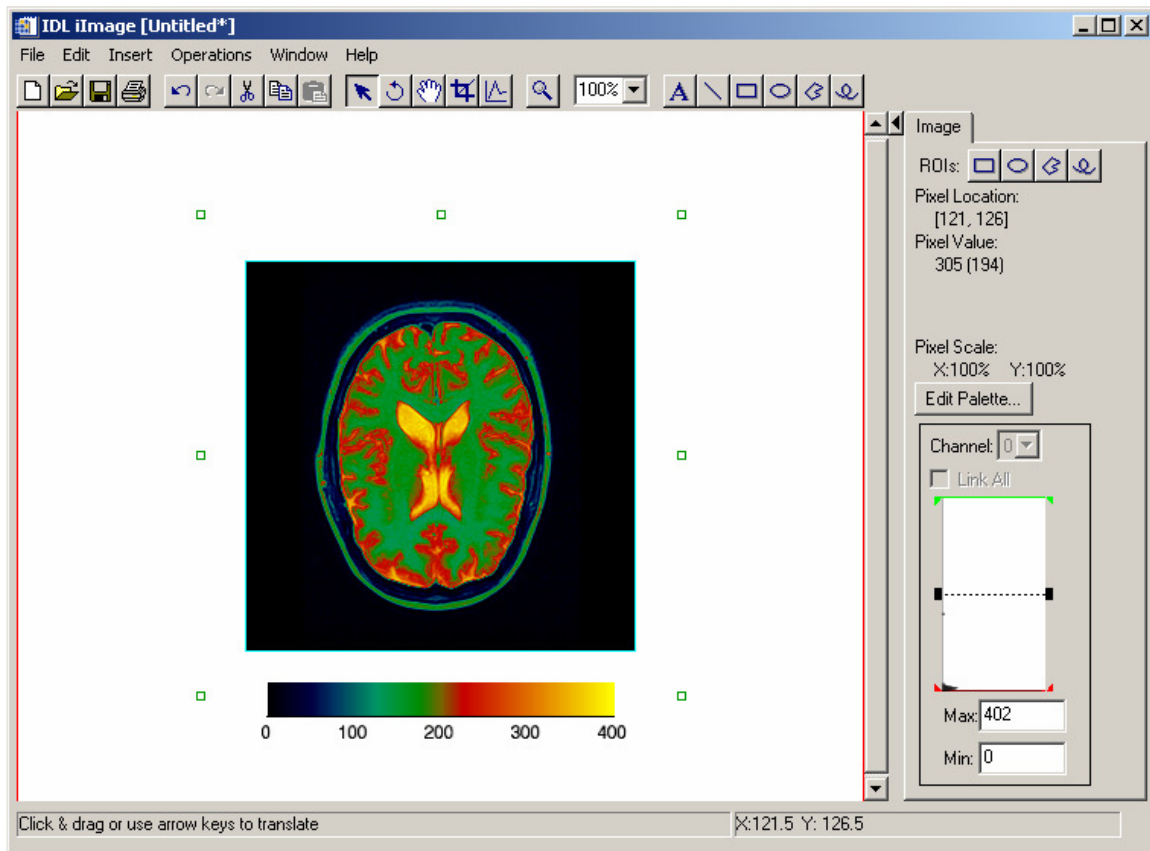 IDL iImage [Untitled*]
File Edit Insert Operations Window Help
100%
A
Image
ROIs:
Pixel Location:
[121, 126]
Pixel Value:
305 (194)
Pixel Scale:
X:100% Y:100%
Edit Palette...
Channel: 0
Link All
Max: 402
Min: 0
0 100 200 300 400
Click & drag or use arrow keys to translate
X:121.5 Y: 126.5